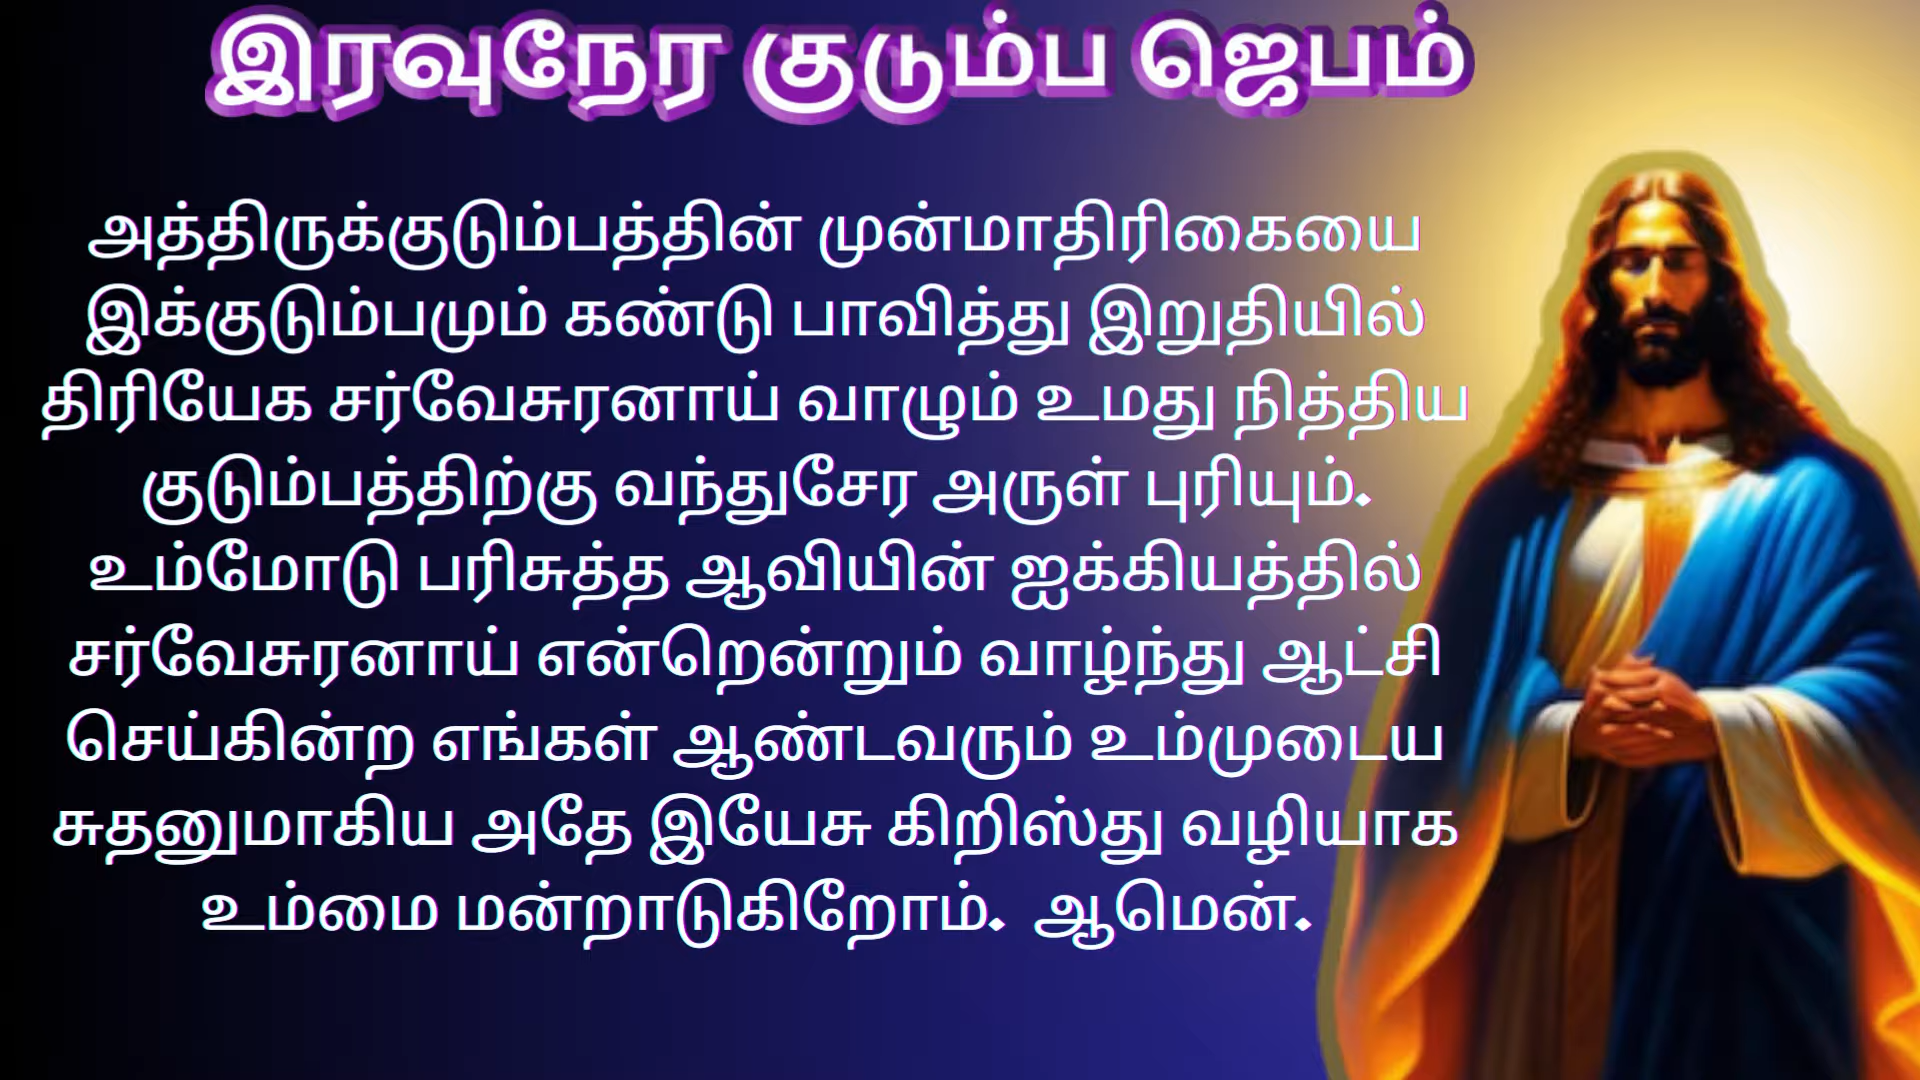 இரவுநேர குடும்ப ஜெபம்
அத்திருக்குடும்பத்தின் முன்மாதிரிகையை
இக்குடும்பமும் கண்டு பாவித்து இறுதியில்
திரியேக சர்வேசுரனாய் வாழும் உமது நித்திய
குடும்பத்திற்கு வந்துசேர அருள் புரியும்.
உம்மோடு பரிசுத்த ஆவியின் ஐக்கியத்தில்
சர்வேசுரனாய் என்றென்றும் வாழ்ந்து ஆட்சி
செய்கின்ற எங்கள் ஆண்டவரும் உம்முடைய
சுதனுமாகிய அதே இயேசு கிறிஸ்து வழியாக
உம்மை மன்றாடுகிறோம். ஆமென்.